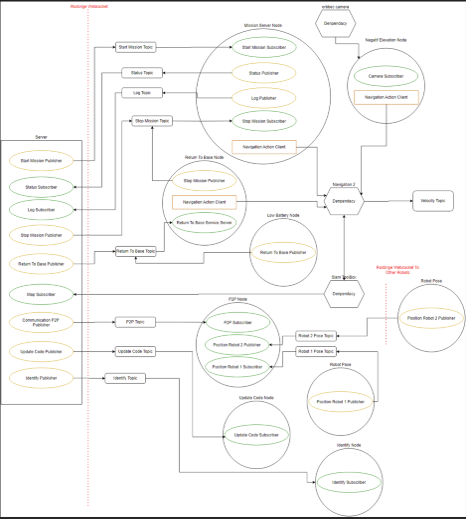 Rosbridge Websocket
orbbec camera
Dependancy
Mission Server Node
Negativ Elevation Node
Start Mission Topic
Start Mission Subscriber
Status Topic
Status Publisher
Camera Subscriber
Log Topic
Log Publisher
Navigation Action Client
Stop Mission Topic
Stop Mission Subscriber
Server
Navigation Action Client
Start Mission Publisher
Return To Base Node
Status Subscriber
Stop Mission Publisher
Navigation 2
Log Subscriber
Navigation Action Client
Dependancy
Velocity Topic
Return To Base Service Server
Low Battery Node
Stop Mission Publisher
Return To Base Topic
Return To Base Publisher
Return To Base Publisher
Rosbridge Websocket To
Other Robots
Slam Toolbox
Robot Pose
Map Subscriber
Dependancy
P2P Node
Communication P2P
Publisher
P2P Topic
P2P Subscriber
Position Robot 2 Publisher
Robot 2 Pose Topic
Position Robot 2 Publisher
Update Code Publisher
Update Code Topic
Robot 1 Pose Topic
Position Robot 1 Subscriber
Robot Pose
Identify Publisher
Identify Topic
Update Code Node
Position Robot 1 Publisher
Update Code Subscriber
Identify Node
Identify Subscriber